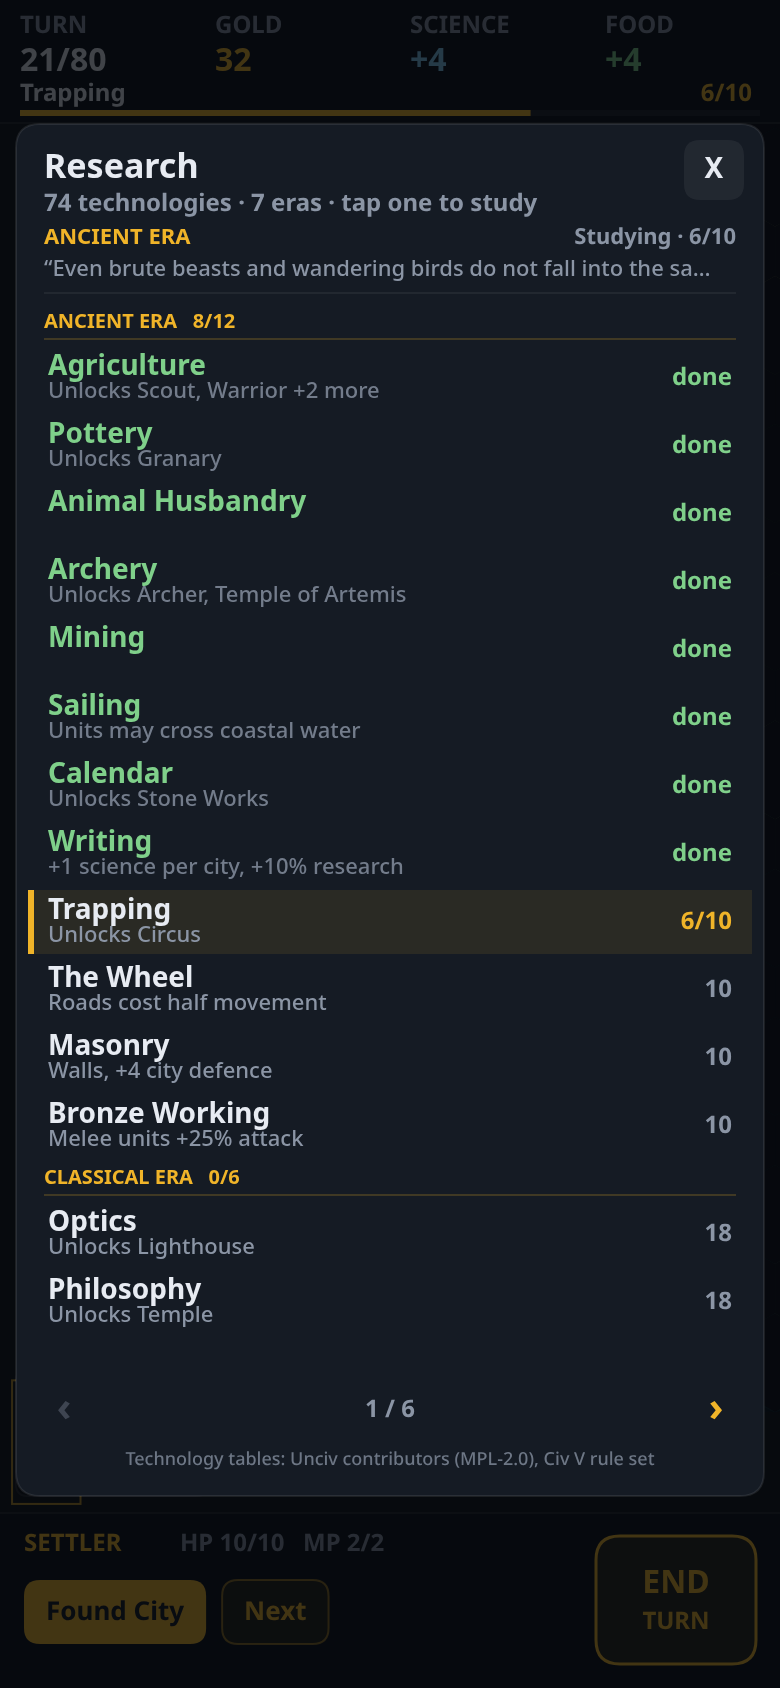 TURN GOLD SCIENCE FOOD
21/80 32 +4 +4
Trapping 6/10
Research X
74 technologies · 7 eras · tap one to study
ANCIENT ERA Studying · 6/10
“Even brute beasts and wandering birds do not fall into the sa...
ANCIENT ERA 8/12
Agriculture done
Unlocks Scout, Warrior +2 more
Pottery done
Unlocks Granary
Animal Husbandry done
Archery done
Unlocks Archer, Temple of Artemis
Mining done
Sailing done
Units may cross coastal water
Calendar done
Unlocks Stone Works
Writing done
+1 science per city, +10% research
Trapping 6/10
Unlocks Circus
The Wheel 10
Roads cost half movement
Masonry 10
Walls, +4 city defence
Bronze Working 10
Melee units +25% attack
CLASSICAL ERA 0/6
Optics 18
Unlocks Lighthouse
Philosophy 18
Unlocks Temple
‹ 1 / 6 ›
Technology tables: Unciv contributors (MPL-2.0), Civ V rule set
SETTLER HP 10/10 MP 2/2
Found City Next END
TURN